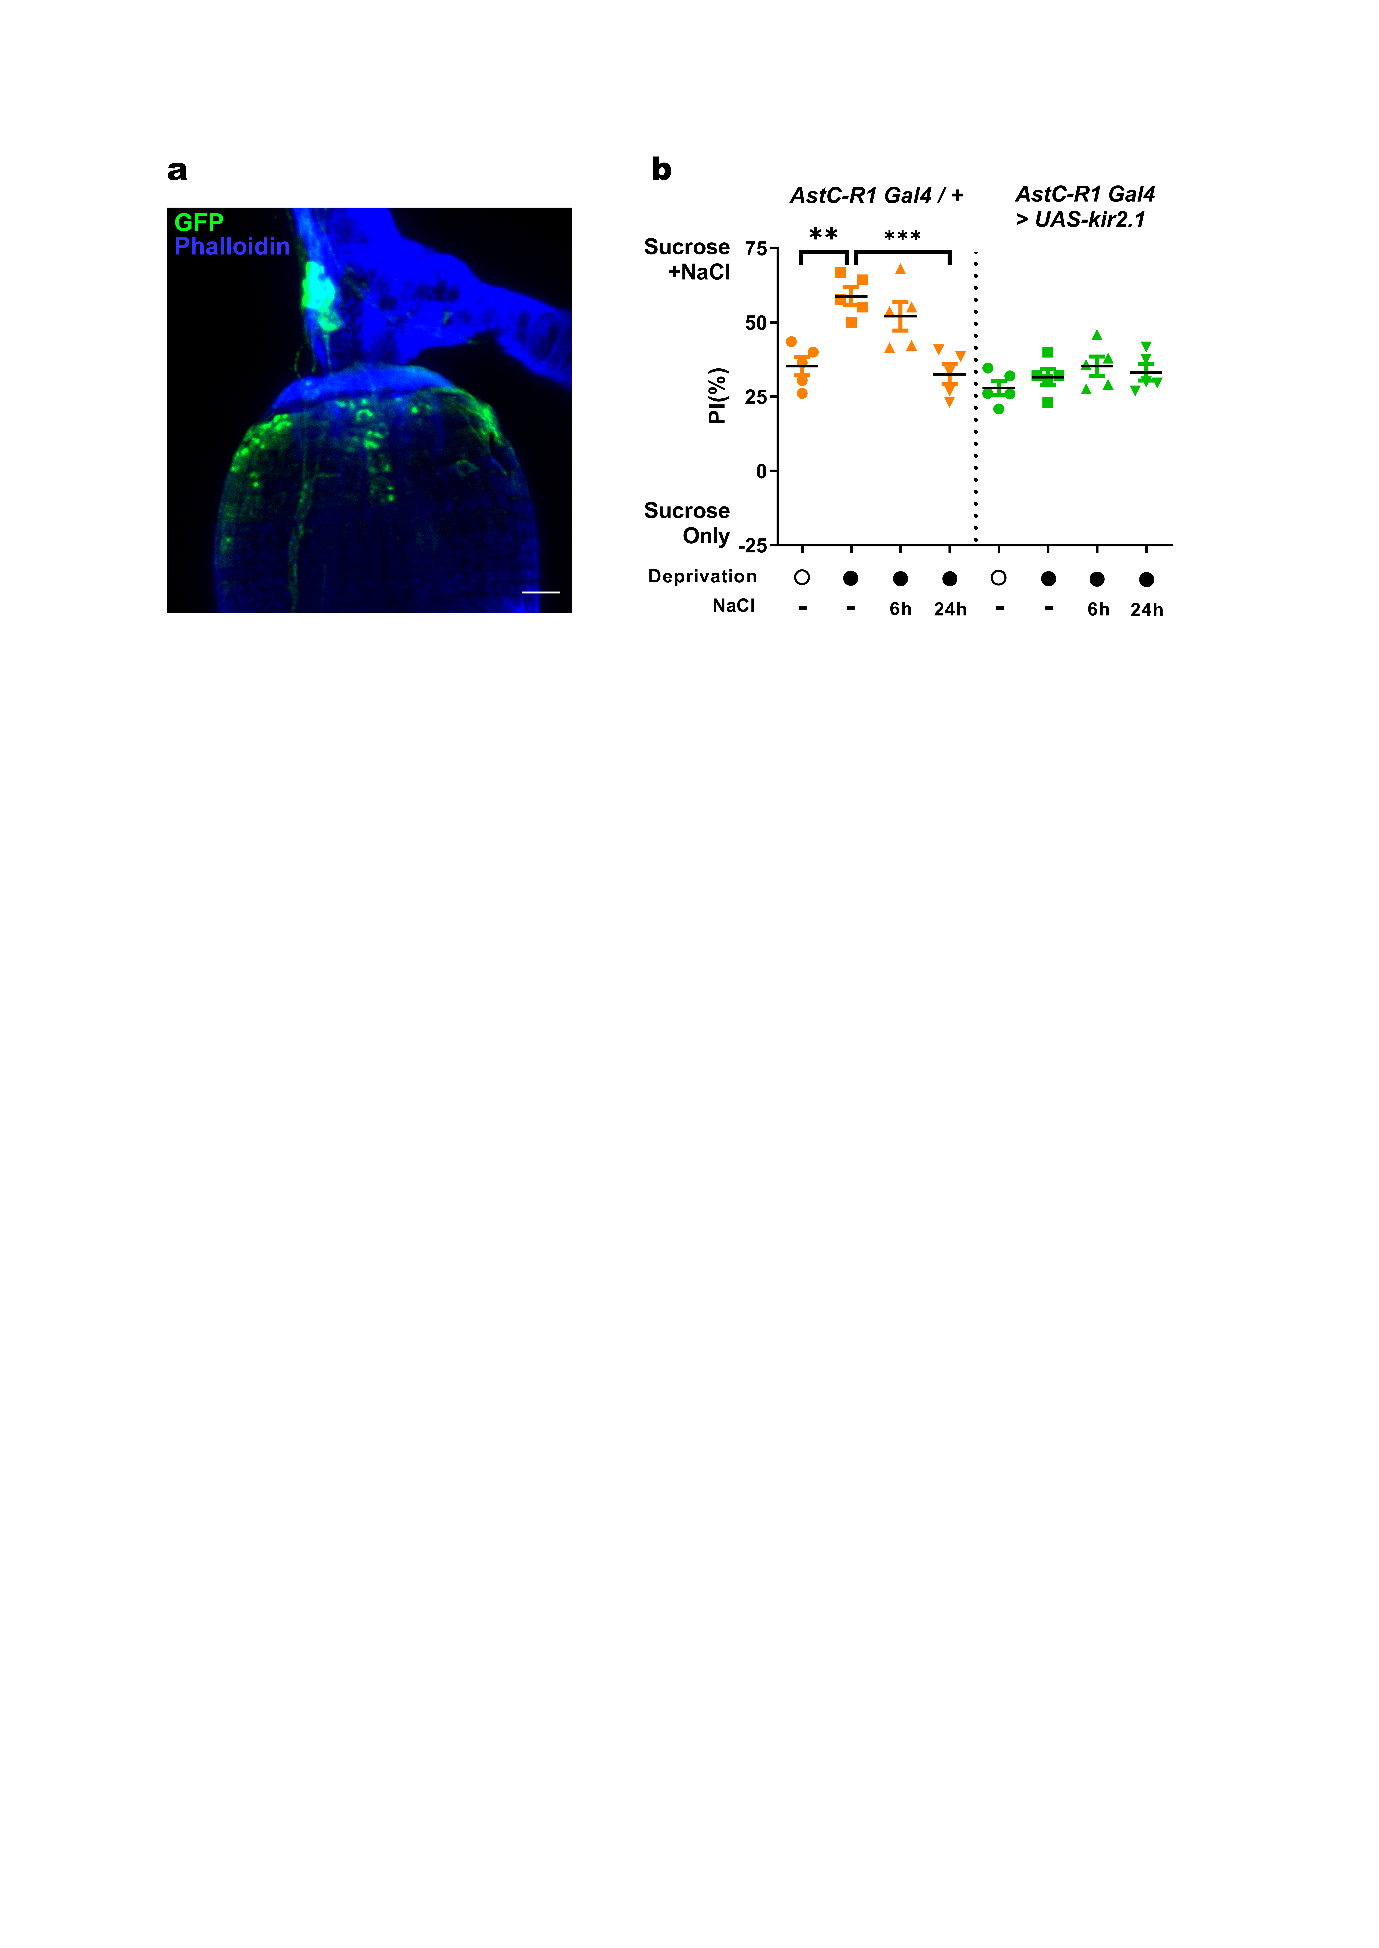 a
GFP
Phalloidin
b
AstC-R1 Gal4 / +
AstC-R1 Gal4
> UAS-kir2.1
** ***
Sucrose
+NaCl
75
50
25
0
-25
PI(%)
Sucrose
Only
Deprivation
NaCl - - 6h 24h - - 6h 24h